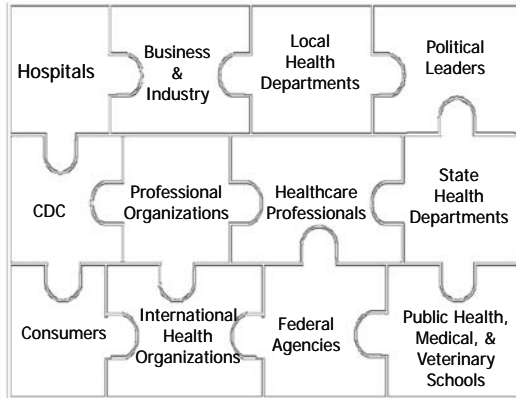 Hospitals
Business
&
Industry
Local
Health
Departments
Political
Leaders
CDC
Professional
Organizations
Healthcare
Professionals
State
Health
Departments
Consumers
International
Health
Organizations
Federal
Agencies
Public Health,
Medical, &
Veterinary
Schools